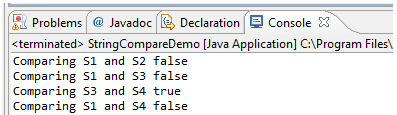 Problems @ Javadoc Declaration Console
<terminated> StringCompareDemo [Java Application] C:\Program Files\
Comparing S1 and S2 false
Comparing S1 and S3 false
Comparing S3 and S4 true
Comparing S1 and S4 false